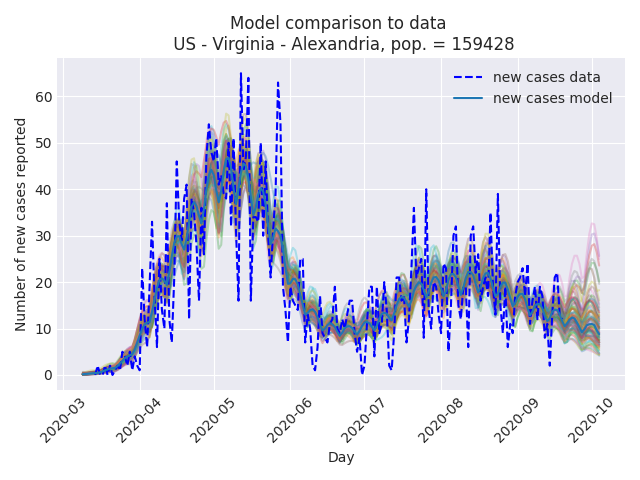 Model comparison to data
US - Virginia - Alexandria, pop. = 159428
new cases data
new cases model
Number of new cases reported
60
50
40
30
20
10
0
2020-03
2020-04
2020-05
2020-06
2020-07
2020-08
2020-09
2020-10
Day